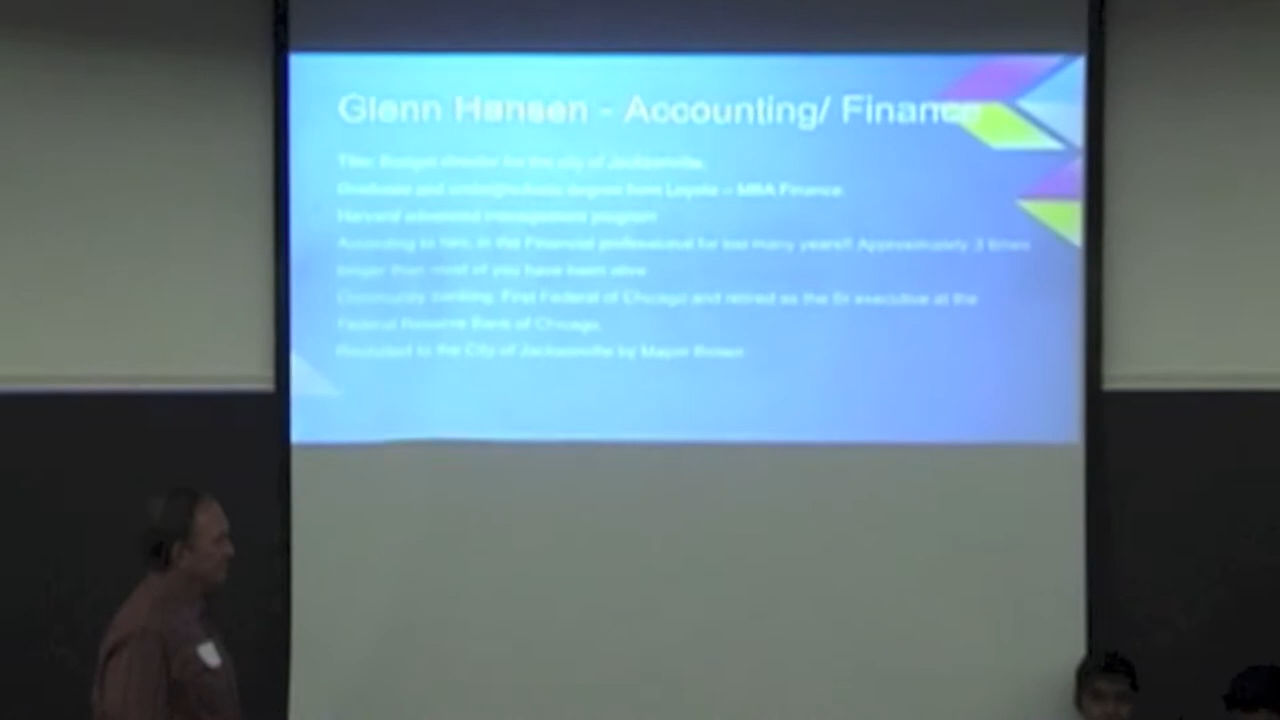 Glenn Hansen - Accounting/ Finance
Title: Budget director for the city of Jacksonville.
Graduate and undergraduate degree from Loyola – MBA Finance
Harvard advanced management program
According to him, in the Financial professional for too many years!! Approximately 3 times
longer than most of you have been alive
Community banking, First Federal of Chicago and retired as the Sr executive at the
Federal Reserve Bank of Chicago.
Recruited to the City of Jacksonville by Mayor Brown